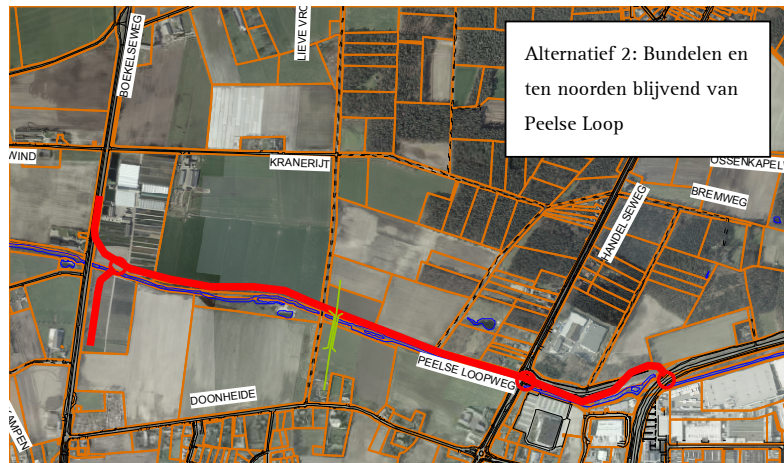 Alternatief 2: Bundelen en
ten noorden blijvend van
Peelse Loop
BOEKELSEWEG
LIEVE VRO
WIND
KRANERIJT
OSSENKAPEL
BREMWEG
HANDELSEWEG
PEELSE LOOPWEG
DOONHEIDE
KAMPEN